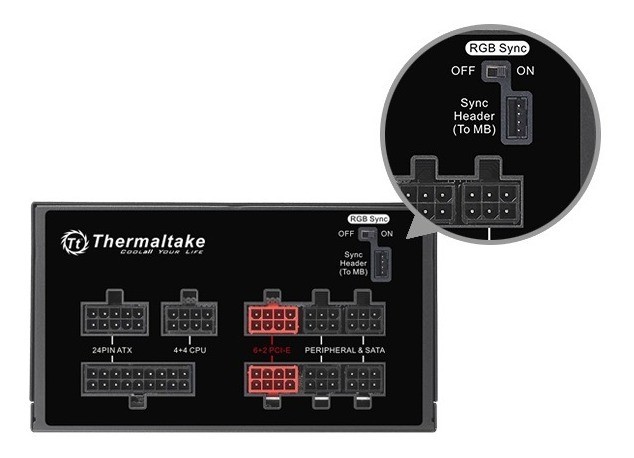 RGB Sync
OFF ON
Sync
Header
(To MB)
Tt Thermaltake
COOLall YOUR LIFE
RGB Sync
OFF ON
Sync
Header
(To MB)
24PIN ATX
4+4 CPU
6+2 PCI-E
PERIPHERAL & SATA